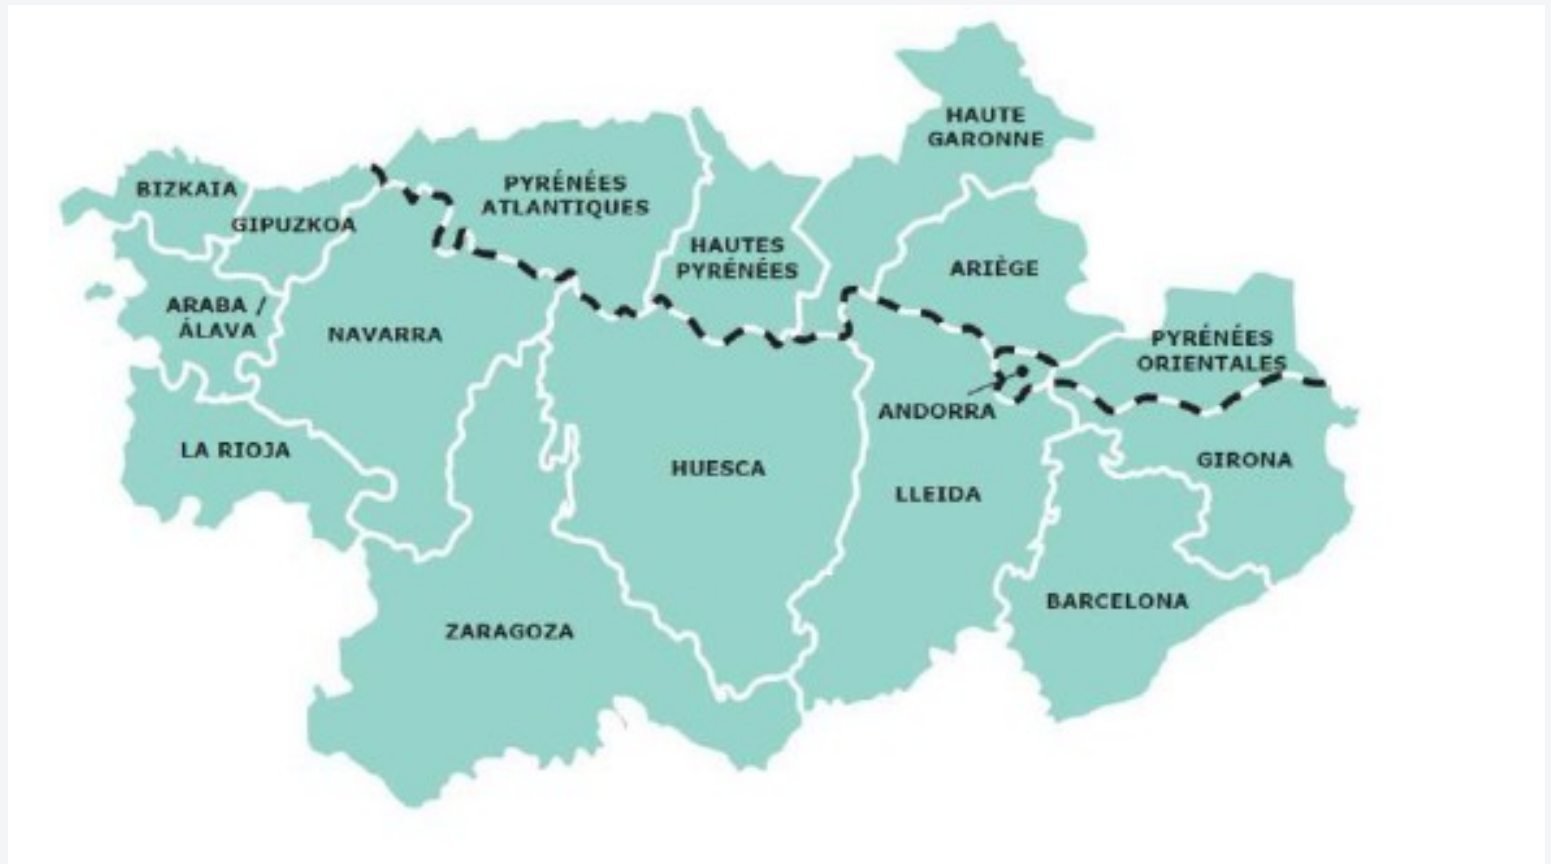 HAUTE
GARONNE
BIZKAIA
PYRÉNÉES
ATLANTIQUES
GIPUZKOA
HAUTES
PYRÉNÉES
ARIÈGE
ARABA /
ÁLAVA
NAVARRA
PYRÉNÉES
ORIENTALES
ANDORRA
LA RIOJA
HUESCA
GIRONA
LLEIDA
BARCELONA
ZARAGOZA